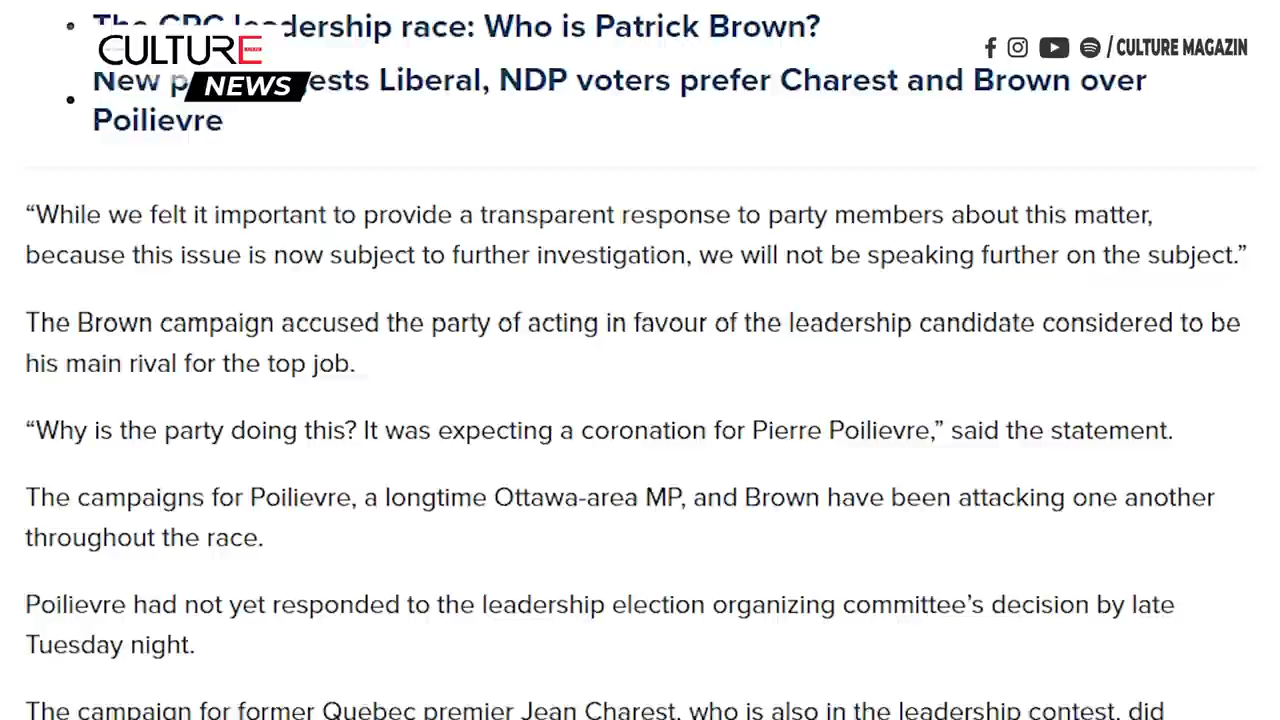 The CPC leadership race: Who is Patrick Brown?
CULTURE
NEWS
/ CULTURE MAGAZIN
New p ests Liberal, NDP voters prefer Charest and Brown over
Poilievre
“While we felt it important to provide a transparent response to party members about this matter,
because this issue is now subject to further investigation, we will not be speaking further on the subject.”
The Brown campaign accused the party of acting in favour of the leadership candidate considered to be
his main rival for the top job.
“Why is the party doing this? It was expecting a coronation for Pierre Poilievre,” said the statement.
The campaigns for Poilievre, a longtime Ottawa-area MP, and Brown have been attacking one another
throughout the race.
Poilievre had not yet responded to the leadership election organizing committee’s decision by late
Tuesday night.
The campaign for former Quebec premier Jean Charest, who is also in the leadership contest, did